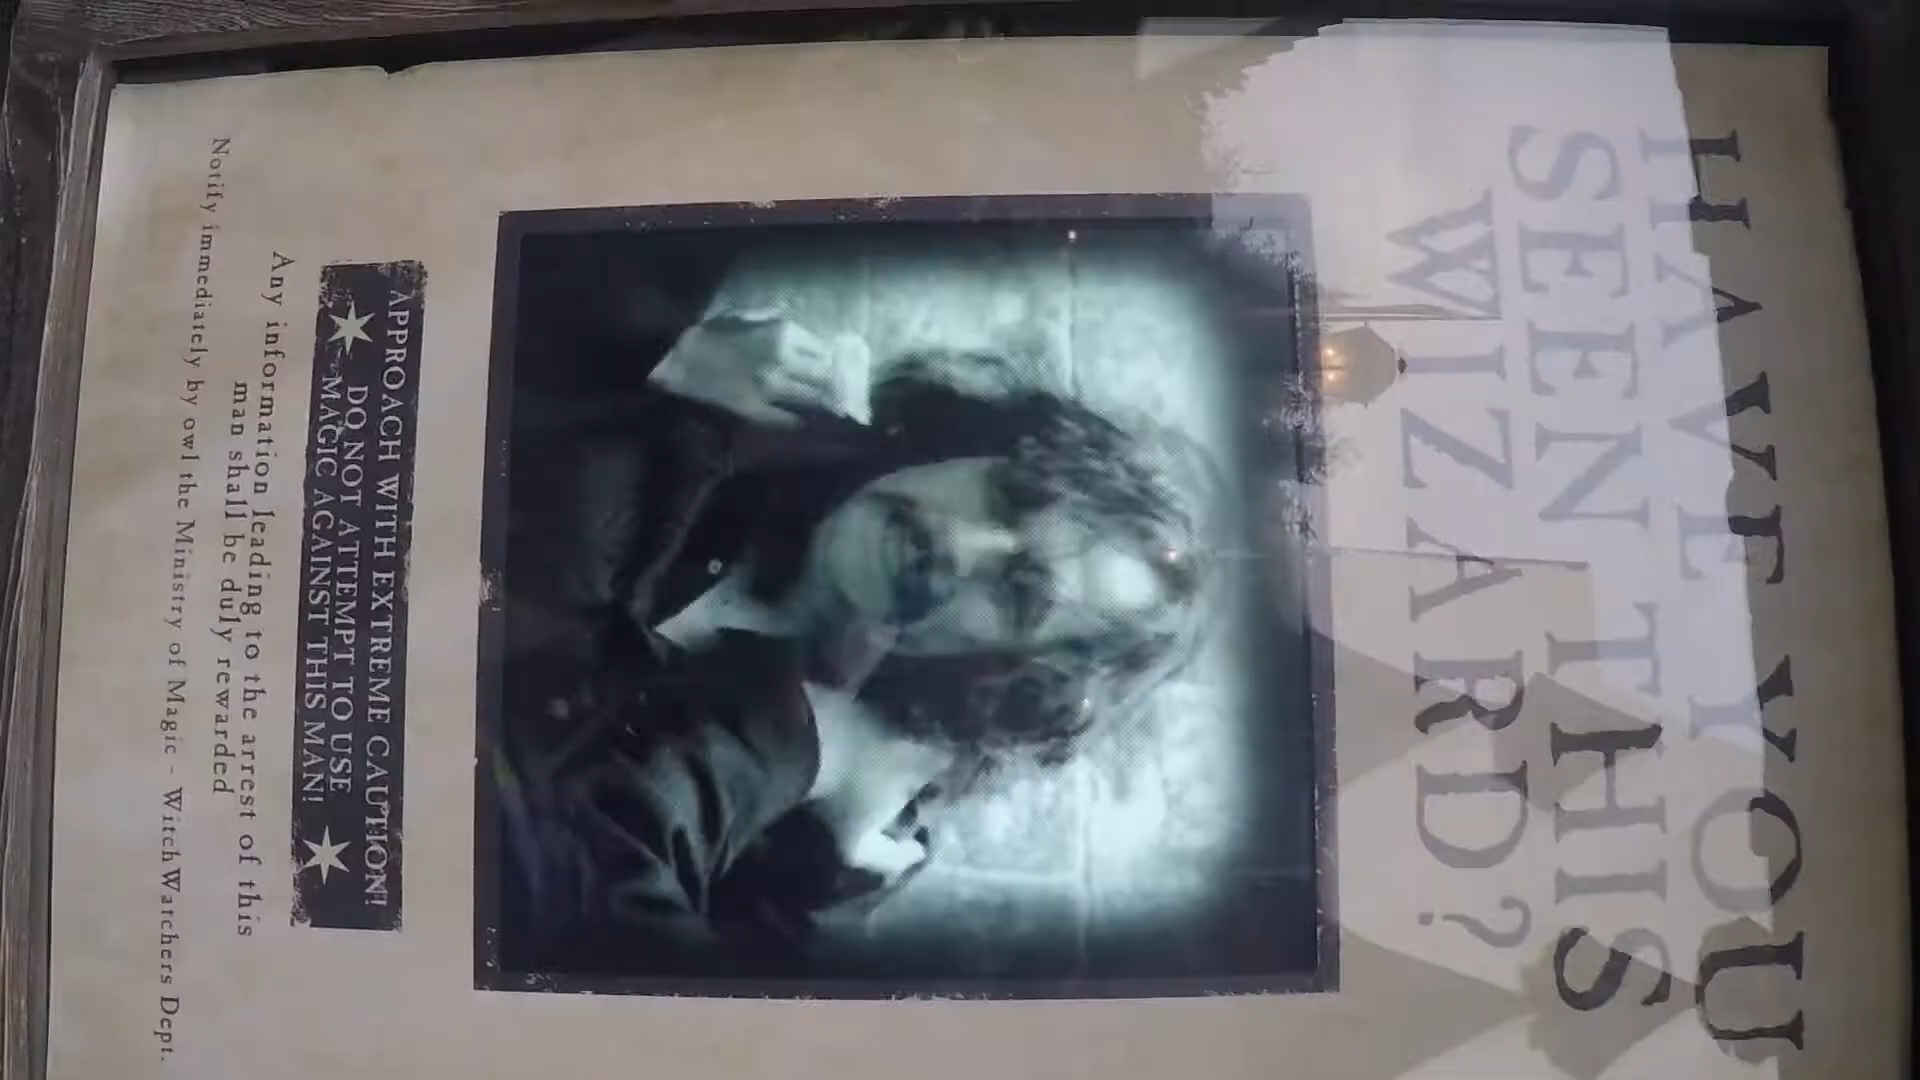 HAVE YOU
SEEN THIS
WIZARD?
APPROACH WITH EXTREME CAUTION!
DO NOT ATTEMPT TO USE
MAGIC AGAINST THIS MAN!
Any information leading to the arrest of this
man shall be duly rewarded
Notify immediately by owl the Ministry of Magic - Witch Watchers Dept.